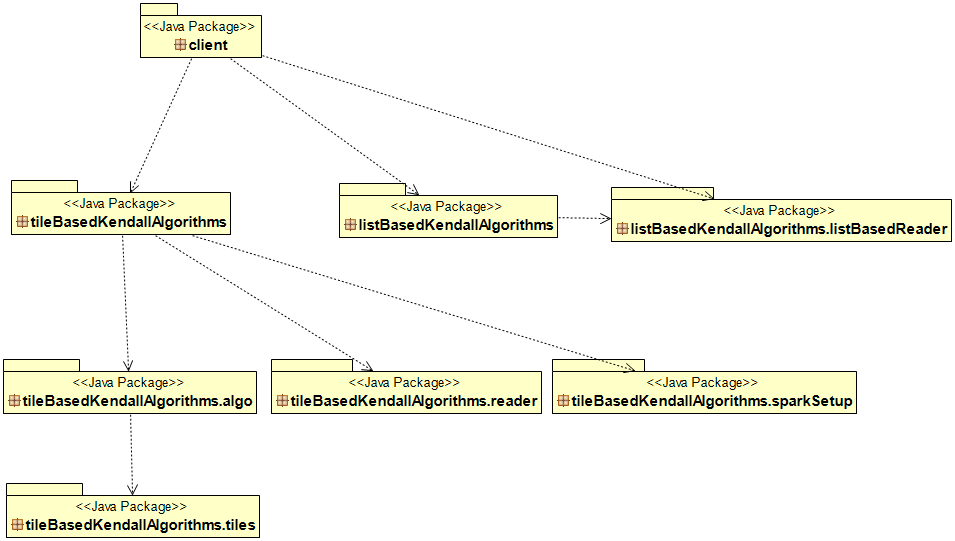 <<Java Package>>
client
<<Java Package>>
tileBasedKendallAlgorithms
<<Java Package>>
listBasedKendallAlgorithms
<<Java Package>>
listBasedKendallAlgorithms.listBasedReader
<<Java Package>>
tileBasedKendallAlgorithms.algo
<<Java Package>>
tileBasedKendallAlgorithms.reader
<<Java Package>>
tileBasedKendallAlgorithms.sparkSetup
<<Java Package>>
tileBasedKendallAlgorithms.tiles